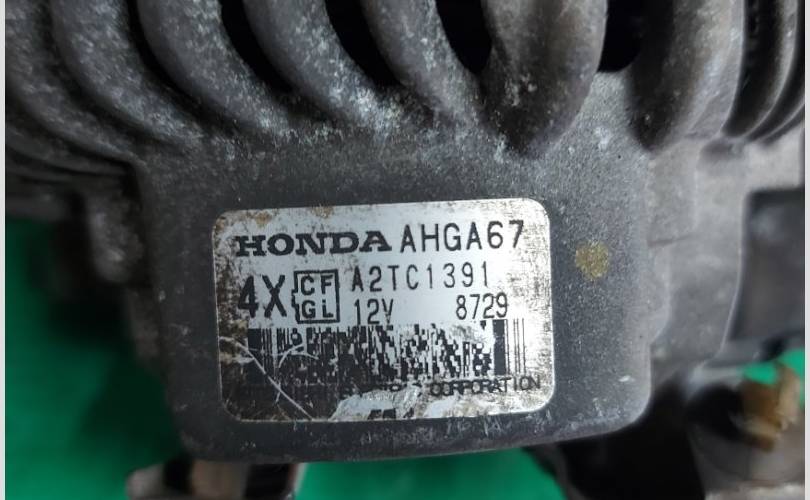 HONDA AHGA67
4X CF GL A2TC1391
12V 8729
CORPORATION